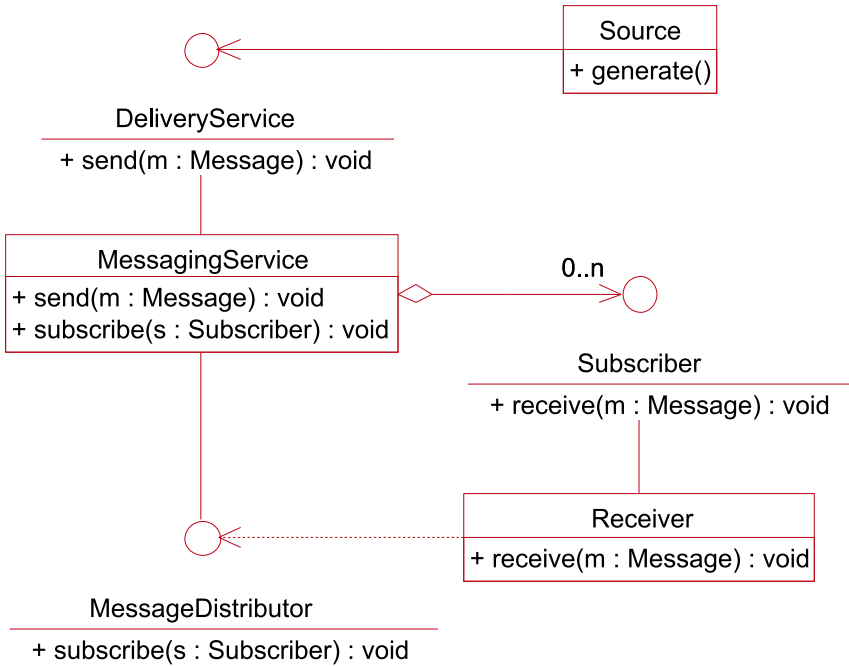 Source
+ generate()
DeliveryService
+ send(m : Message) : void
MessagingService
+ send(m : Message) : void
+ subscribe(s : Subscriber) : void
0..n
Subscriber
+ receive(m : Message) : void
Receiver
+ receive(m : Message) : void
MessageDistributor
+ subscribe(s : Subscriber) : void